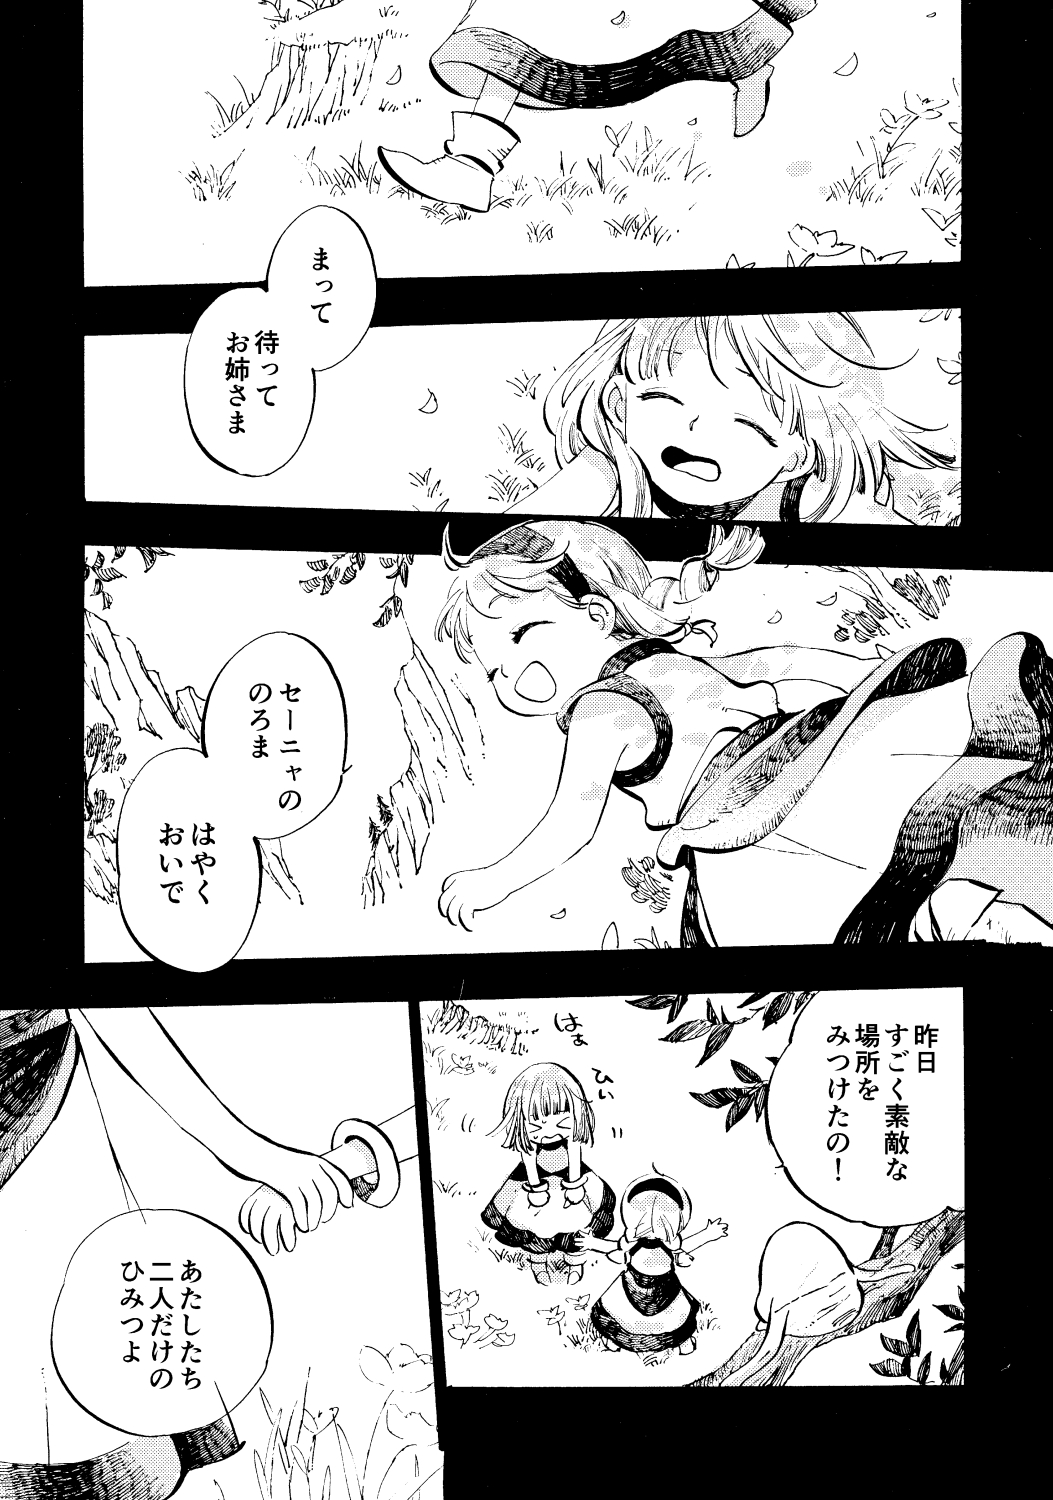 まって
待って
お姉さま
セーニャの
のろま
はやく
おいで
昨日
すごく素敵な
場所を
みつけたの！
はぁ
ひぃ
あたしたち
二人だけの
ひみつよ